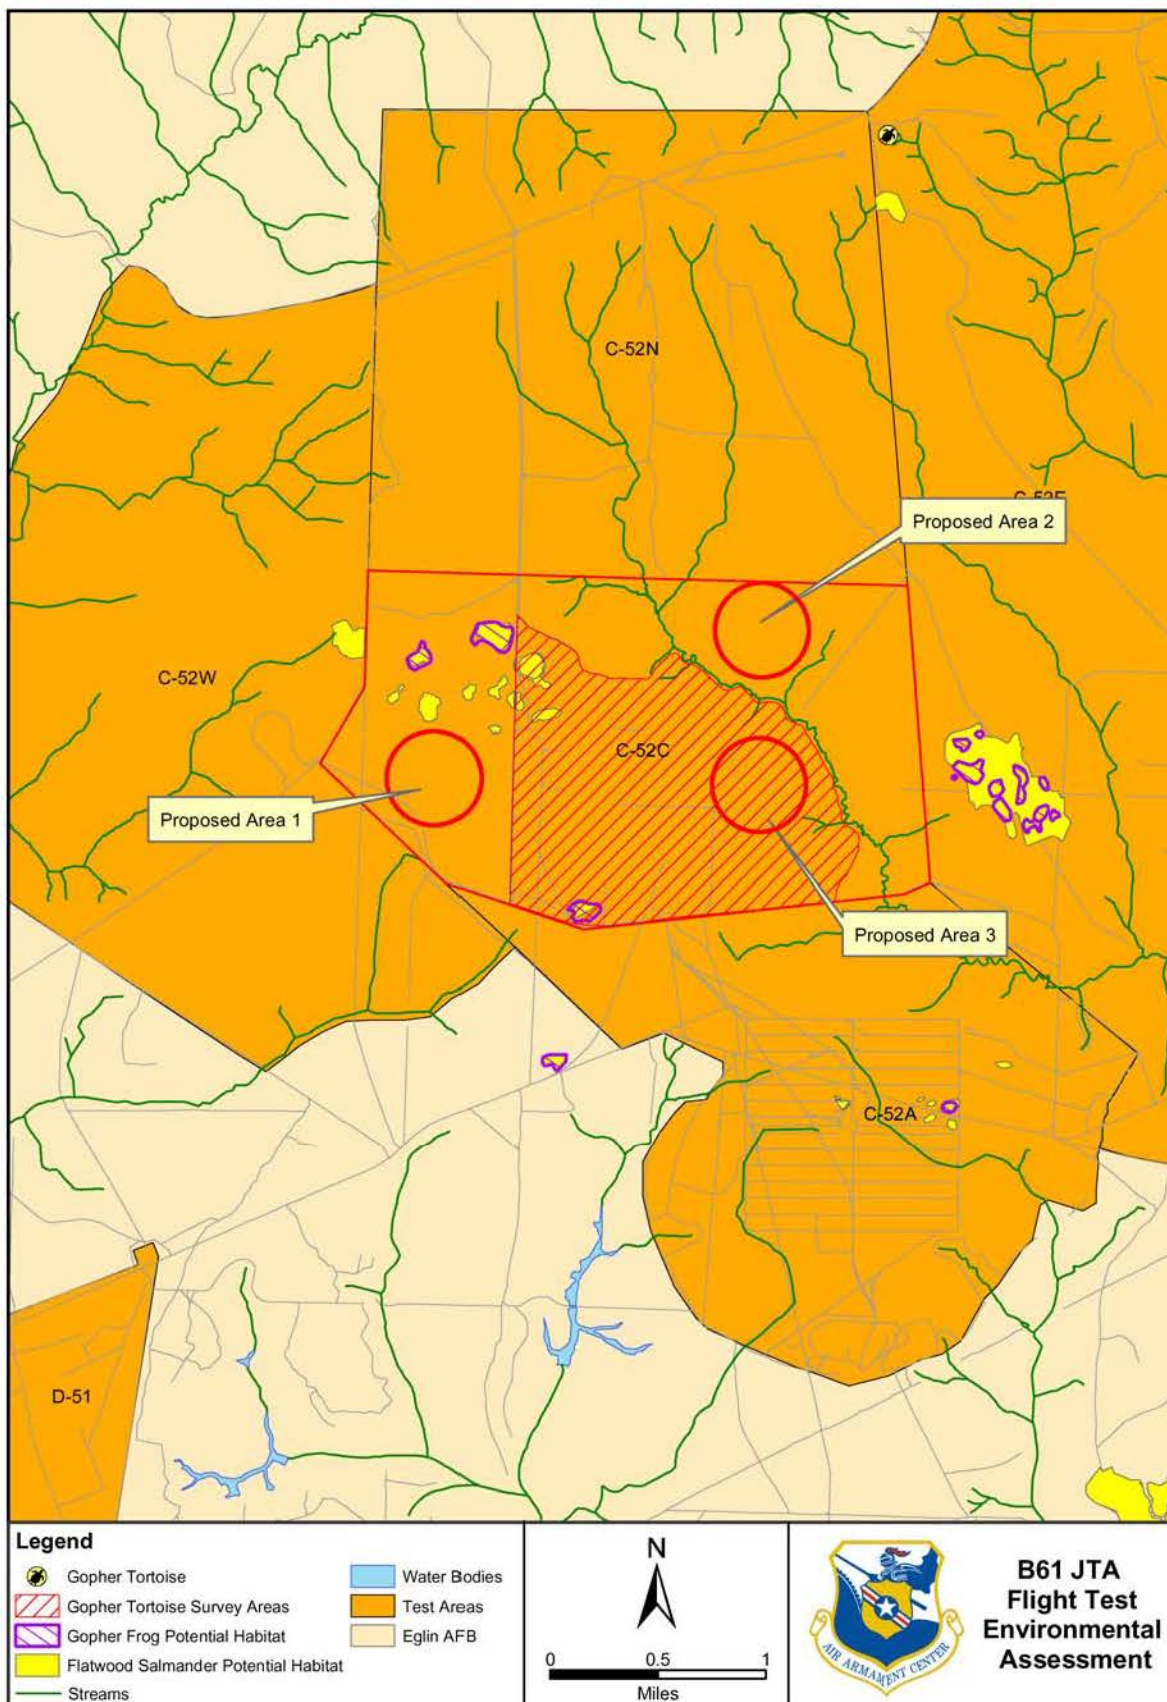 C-52N
C-52E
Proposed Area 2
C-52W
C-52C
Proposed Area 1
Proposed Area 3
C-52A
D-51
Legend
Gopher Tortoise
Gopher Tortoise Survey Areas
Gopher Frog Potential Habitat
Flatwood Salmander Potential Habitat
Streams
Water Bodies
Test Areas
Eglin AFB
N
0 0.5 1
Miles
AIR ARMAMENT CENTER
B61 JTA
Flight Test
Environmental
Assessment